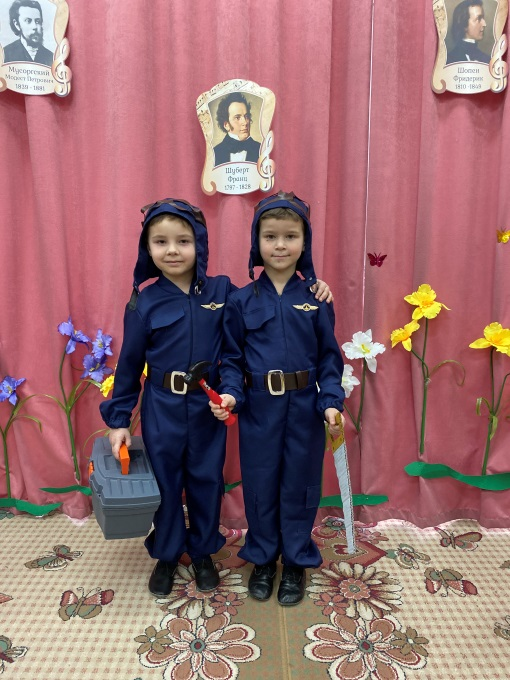 Мусоргский
Модест Петрович
1839 - 1881
Шуберт
Франц
1797 - 1828
Шопен
Фридерик
1810 - 1849